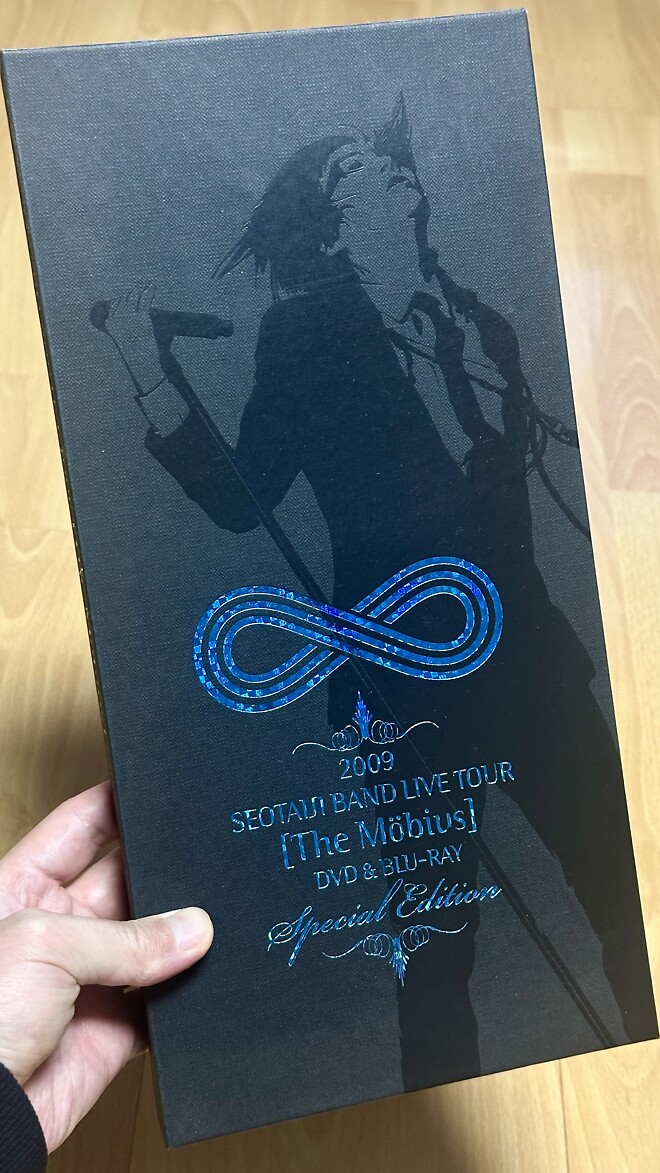 2009
SEOTAIJI BAND LIVE TOUR
[The Möbius]
DVD & BLU-RAY
Special Edition